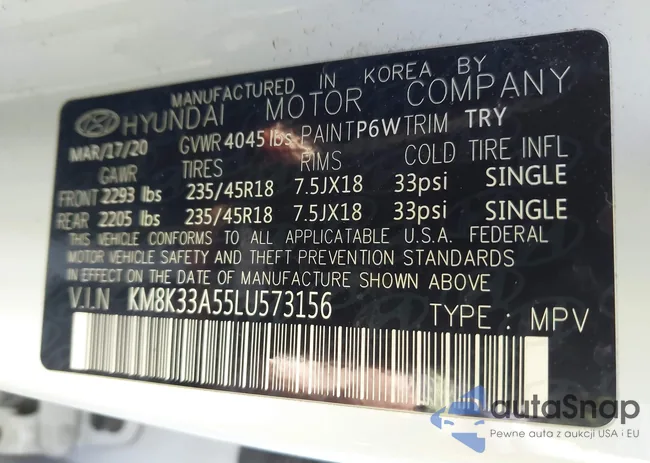 MANUFACTURED IN KOREA BY
HYUNDAI MOTOR COMPANY
MAR/17/20 GVWR 4045 lbs PAINT P6W TRIM TRY
GAWR TIRES RIMS COLD TIRE INFL
FRONT 2293 lbs 235/45R18 7.5JX18 33psi SINGLE
REAR 2205 lbs 235/45R18 7.5JX18 33psi SINGLE
THIS VEHICLE CONFORMS TO ALL APPLICATABLE U.S.A. FEDERAL
MOTOR VEHICLE SAFETY AND THEFT PREVENTION STANDARDS
IN EFFECT ON THE DATE OF MANUFACTURE SHOWN ABOVE
V.I.N KM8K33A55LU573156
TYPE : MPV
autaSnap
Pewne auta z aukcji USA i EU